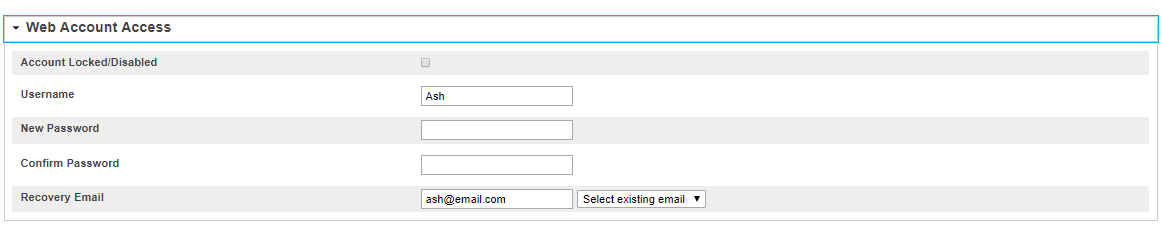 Web Account Access
Account Locked/Disabled
Username Ash
New Password
Confirm Password
Recovery Email ash@email.com Select existing email